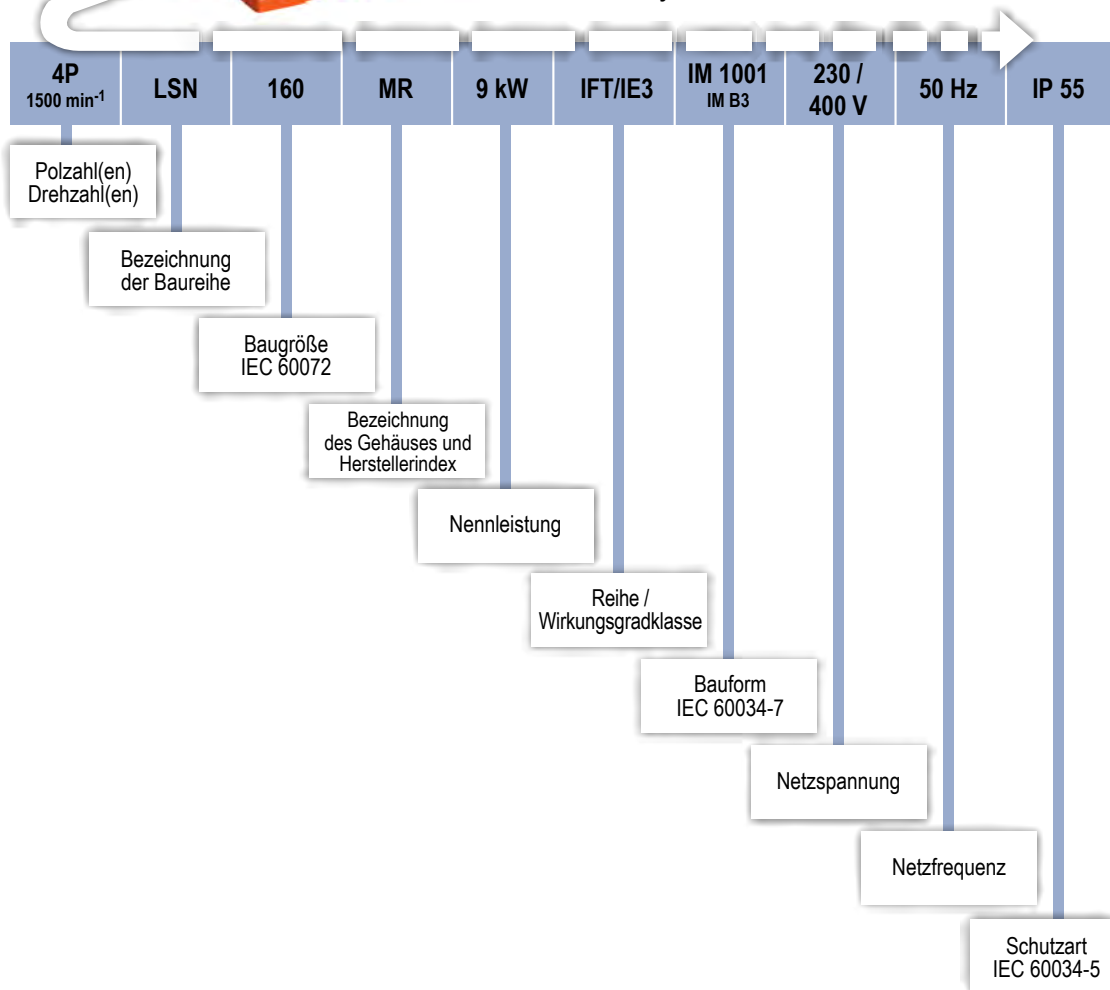 4P
1500 min-1
LSN
160
MR
9 kW
IFT/IE3
IM 1001
IM B3
230 /
400 V
50 Hz
IP 55
Polzahl(en)
Drehzahl(en)
Bezeichnung
der Baureihe
Baugröße
IEC 60072
Bezeichnung
des Gehäuses und
Herstellerindex
Nennleistung
Reihe /
Wirkungsgradklasse
Bauform
IEC 60034-7
Netzspannung
Netzfrequenz
Schutzart
IEC 60034-5